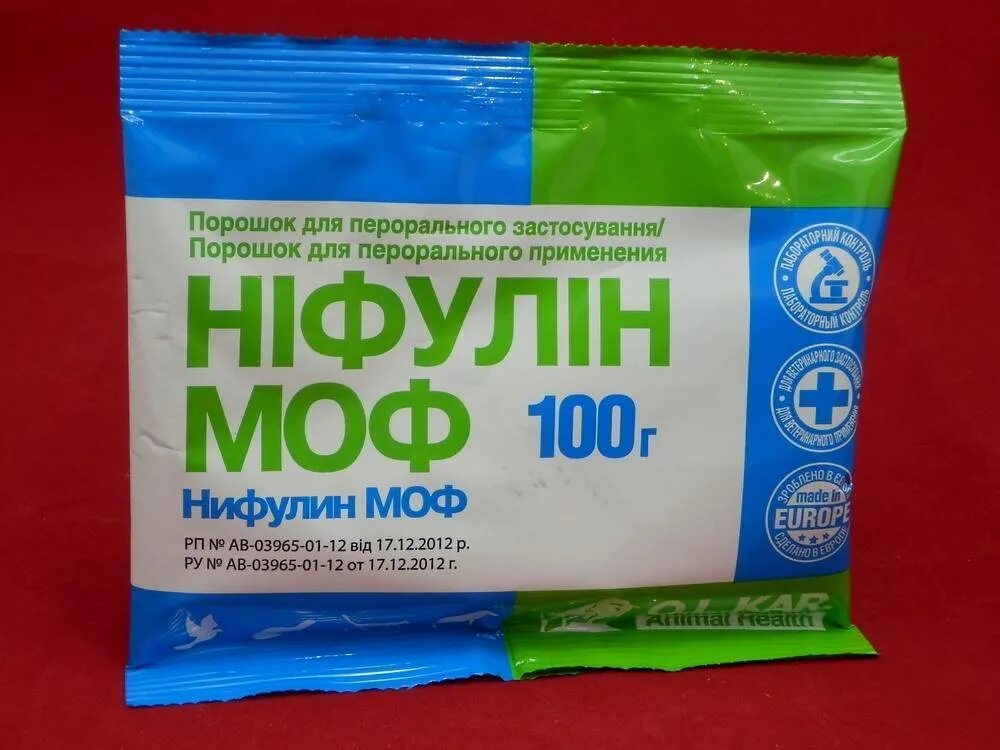 Порошок для перорального застосування/
Порошок для перорального применения
НІФУЛІН
МОФ
100г
Нифулин МОФ
РП № АВ-03965-01-12 від 17.12.2012 р.
РУ № АВ-03965-01-12 от 17.12.2012 г.
ЛАБОРАТОРНИЙ КОНТРОЛЬ
ЛАБОРАТОРНЫЙ КОНТРОЛЬ
ДЛЯ ВЕТЕРИНАРНОГО ЗАСТОСУВАННЯ
ДЛЯ ВЕТЕРИНАРНОГО ПРИМЕНЕНИЯ
ЗРОБЛЕНО В
made in
EUROPE
СДЕЛАНО В ЕВРОПЕ
O.L.KAR-
Animal Health